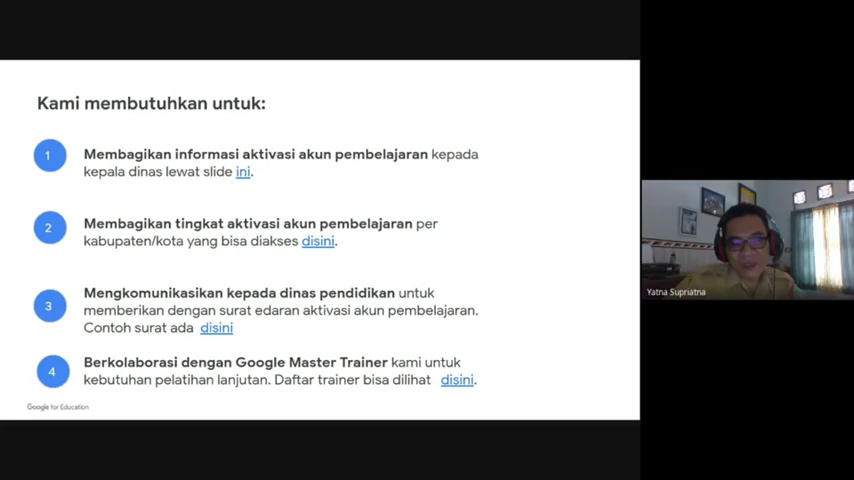 Kami membutuhkan untuk:
1
Membagikan informasi aktivasi akun pembelajaran kepada
kepala dinas lewat slide ini.
2
Membagikan tingkat aktivasi akun pembelajaran per
kabupaten/kota yang bisa diakses disini.
3
Mengkomunikasikan kepada dinas pendidikan untuk
memberikan dengan surat edaran aktivasi akun pembelajaran.
Contoh surat ada disini
4
Berkolaborasi dengan Google Master Trainer kami untuk
kebutuhan pelatihan lanjutan. Daftar trainer bisa dilihat disini.
Google for Education
Yatna Supriatna